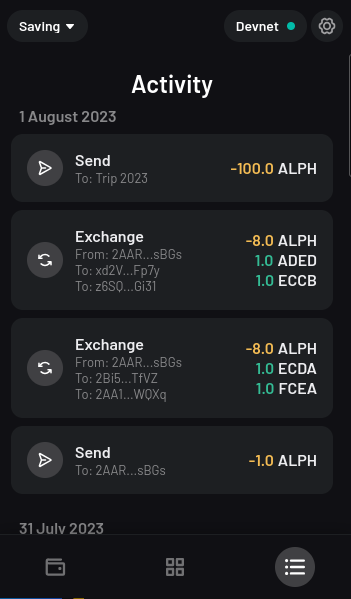 Saving
Devnet
Activity
1 August 2023
Send
To: Trip 2023
-100.0 ALPH
Exchange
From: 2AAR...sBGs
To: xd2V...Fp7y
To: z6SQ...Gi31
-8.0 ALPH
1.0 ADED
1.0 ECCB
Exchange
From: 2AAR...sBGs
To: 2Bi5...TfVZ
To: 2AA1...WQXq
-8.0 ALPH
1.0 ECDA
1.0 FCEA
Send
To: 2AAR...sBGs
-1.0 ALPH
31 July 2023